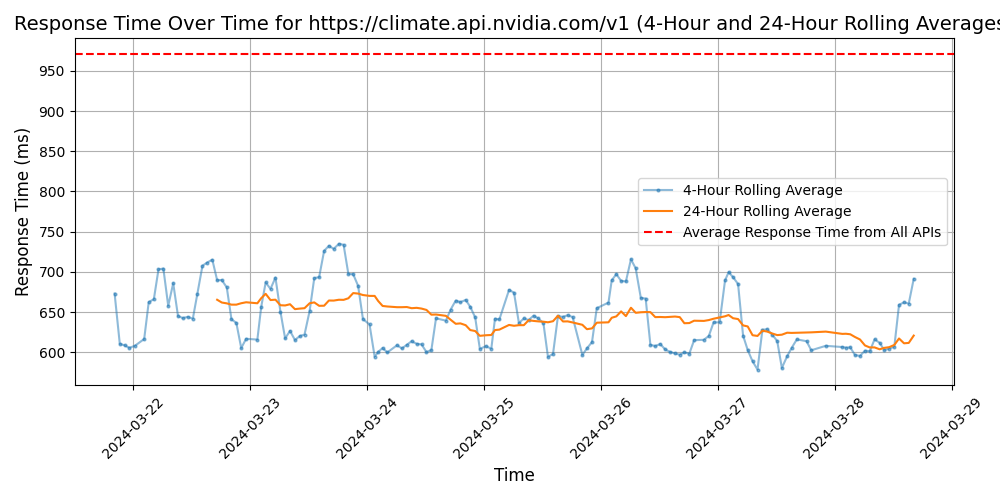 Response Time Over Time for https://climate.api.nvidia.com/v1 (4-Hour and 24-Hour Rolling Averages
950
900
850
800
750
700
650
600
Response Time (ms)
4-Hour Rolling Average
24-Hour Rolling Average
Average Response Time from All APIs
2024-03-22
2024-03-23
2024-03-24
2024-03-25
2024-03-26
2024-03-27
2024-03-28
2024-03-29
Time